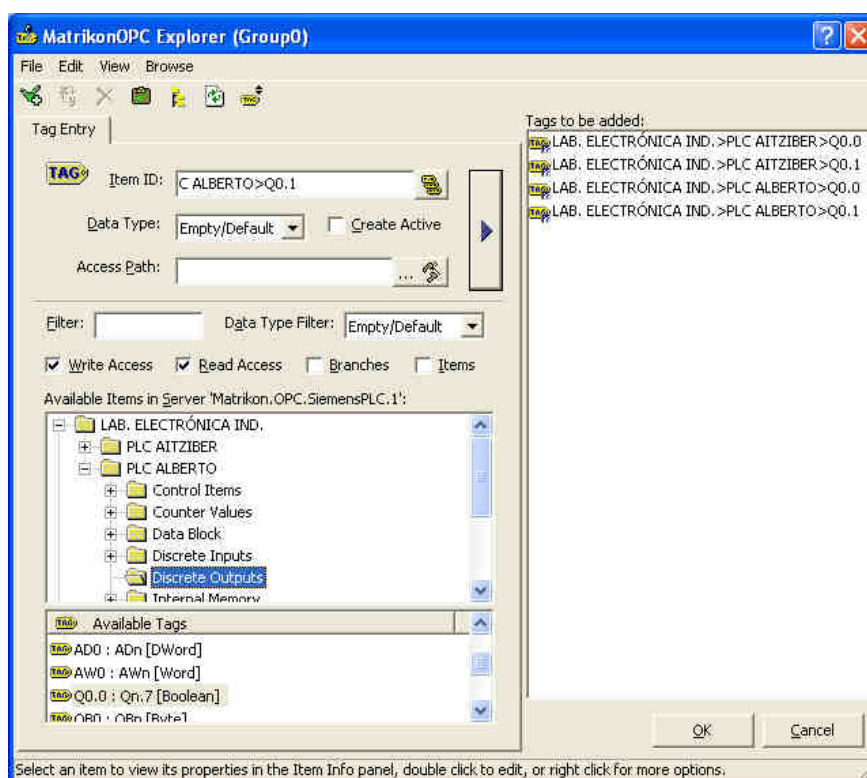 MatrikonOPC Explorer (Group0)
File Edit View Browse
Tag Entry
TAG Item ID: C ALBERTO>Q0.1
Data Type: Empty/Default Create Active
Access Path: ...
Filter: Data Type Filter: Empty/Default
Write Access Read Access Branches Items
Available Items in Server 'Matrikon.OPC.SiemensPLC.1':
LAB. ELECTRÓNICA IND.
PLC AITZIBER
PLC ALBERTO
Control Items
Counter Values
Data Block
Discrete Inputs
Discrete Outputs
Internal Memory
Available Tags
AD0 : ADn [DWord]
AW0 : AWn [Word]
Q0.0 : Qn.7 [Boolean]
QB0 : QBn [Byte]
Tags to be added:
LAB. ELECTRÓNICA IND.>PLC AITZIBER>Q0.0
LAB. ELECTRÓNICA IND.>PLC AITZIBER>Q0.1
LAB. ELECTRÓNICA IND.>PLC ALBERTO>Q0.0
LAB. ELECTRÓNICA IND.>PLC ALBERTO>Q0.1
OK Cancel
Select an item to view its properties in the Item Info panel, double click to edit, or right click for more options.